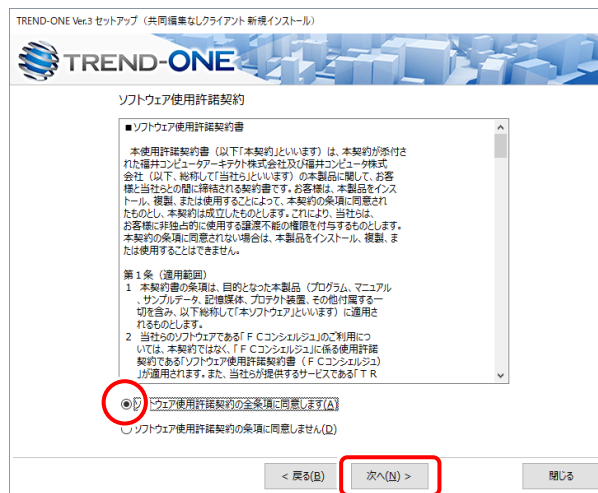 TREND-ONE Ver.3 セットアップ（共同編集なしクライアント 新規インストール）
TREND-ONE
ソフトウェア使用許諾契約
■ソフトウェア使用許諾契約書
本使用許諾契約書（以下「本契約」といいます）は、本契約が添付さ
れた福井コンピュータアーキテクト株式会社及び福井コンピュータ株式
会社（以下、総称して「当社ら」といいます）の本製品に関して、お客
様と当社らとの間に締結される契約書です。お客様は、本製品をインス
トール、複製、または使用することによって、本契約の条項に同意され
たものとし、本契約は成立したものとします。これにより、当社らは、
お客様に非独占的に使用する譲渡不能の権限を付与するものとします。
本契約の条項に同意されない場合は、本製品をインストール、複製、ま
たは使用することはできません。
第１条（適用範囲）
１ 本契約書の条項は、目的となった本製品（プログラム、マニュアル
、サンプルデータ、記憶媒体、プロテクト装置、その他付属する一
切を含み、以下総称して「本ソフトウェア」といいます）に適用さ
れるものとします。
２ 当社らのソフトウェアである「ＦＣコンシェルジュ」のご利用につ
いては、本契約ではなく、「ＦＣコンシェルジュ」に係る使用許諾
契約である「ソフトウェア使用許諾契約書（ＦＣコンシェルジュ）
」が適用されます。また、当社らが提供するサービスである「ＴＲ
ソフトウェア使用許諾契約の全条項に同意します(A)
ソフトウェア使用許諾契約の条項に同意しません(D)
< 戻る(B) 次へ(N) > 閉じる